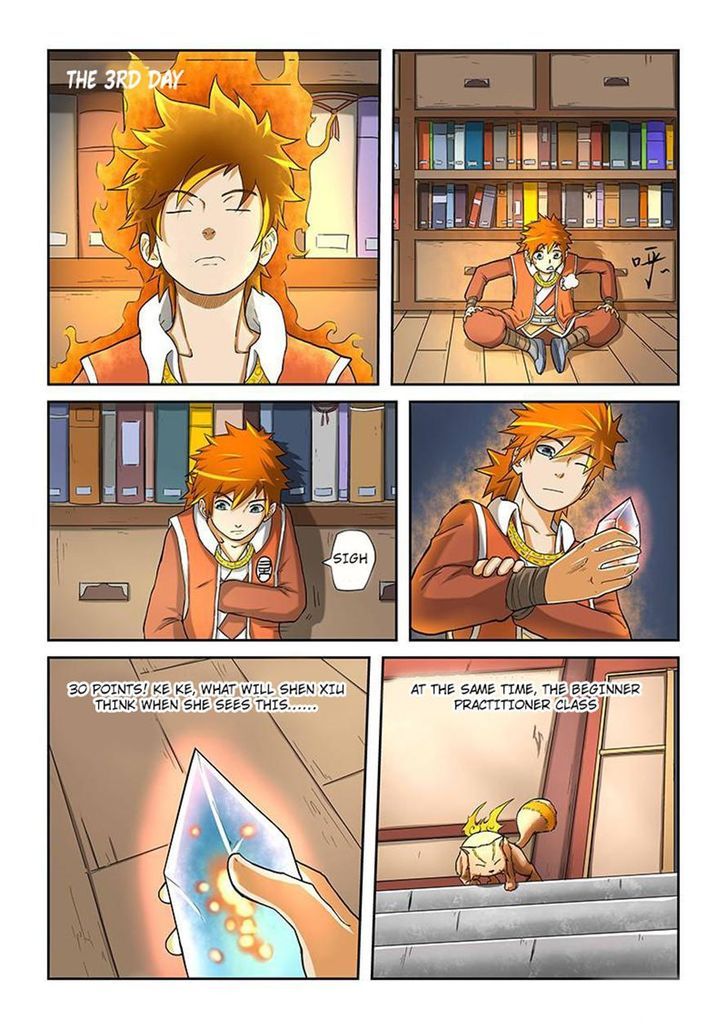 THE 3RD DAY
呼
SIGH
30 POINTS! KE KE, WHAT WILL SHEN XIU
THINK WHEN SHE SEES THIS......
AT THE SAME TIME, THE BEGINNER
PRACTITIONER CLASS